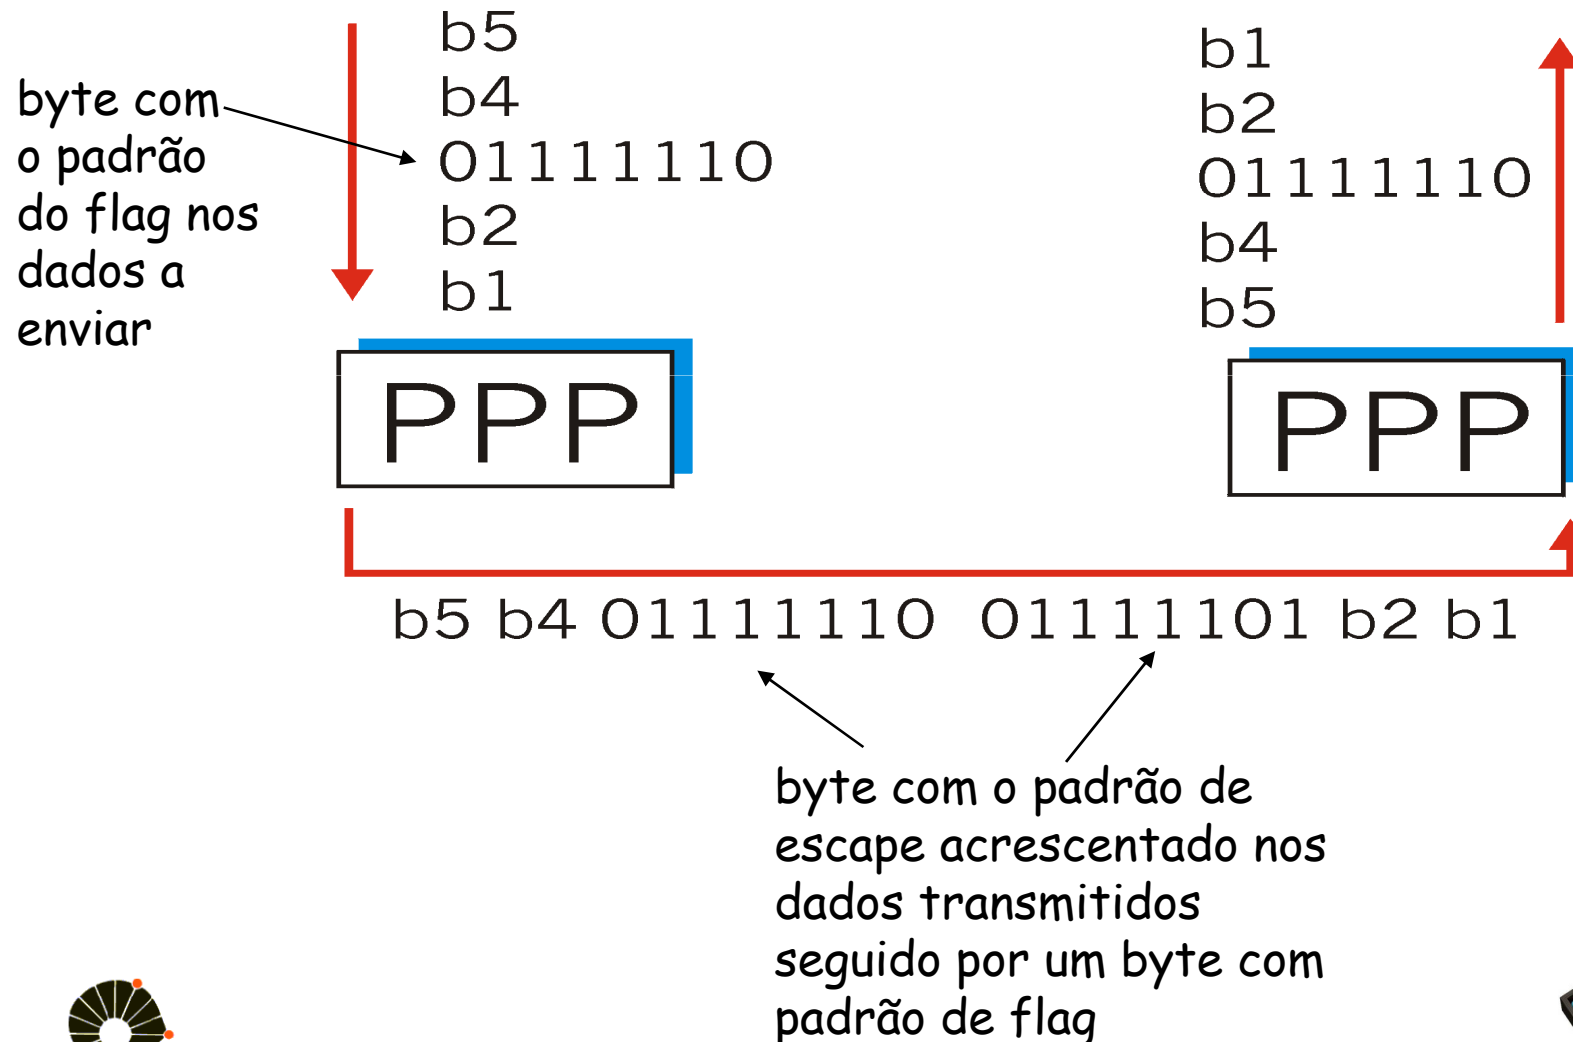 byte com
o padrão
do flag nos
dados a
enviar
b5
b4
01111110
b2
b1
PPP
b1
b2
01111110
b4
b5
PPP
b5 b4 01111110 01111101 b2 b1
byte com o padrão de
escape acrescentado nos
dados transmitidos
seguido por um byte com
padrão de flag